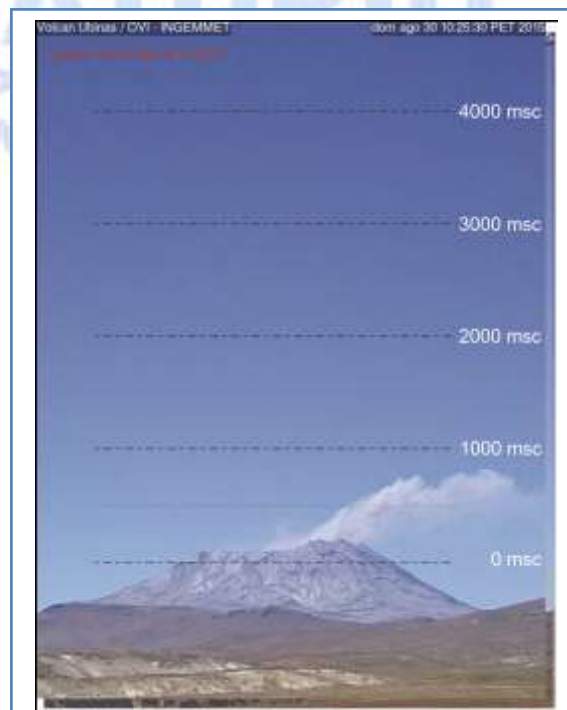 Volcan Ubinas / OVI - INGEMMET dom ago 30 10:25:30 PET 2015
4000 msc
3000 msc
2000 msc
1000 msc
0 msc